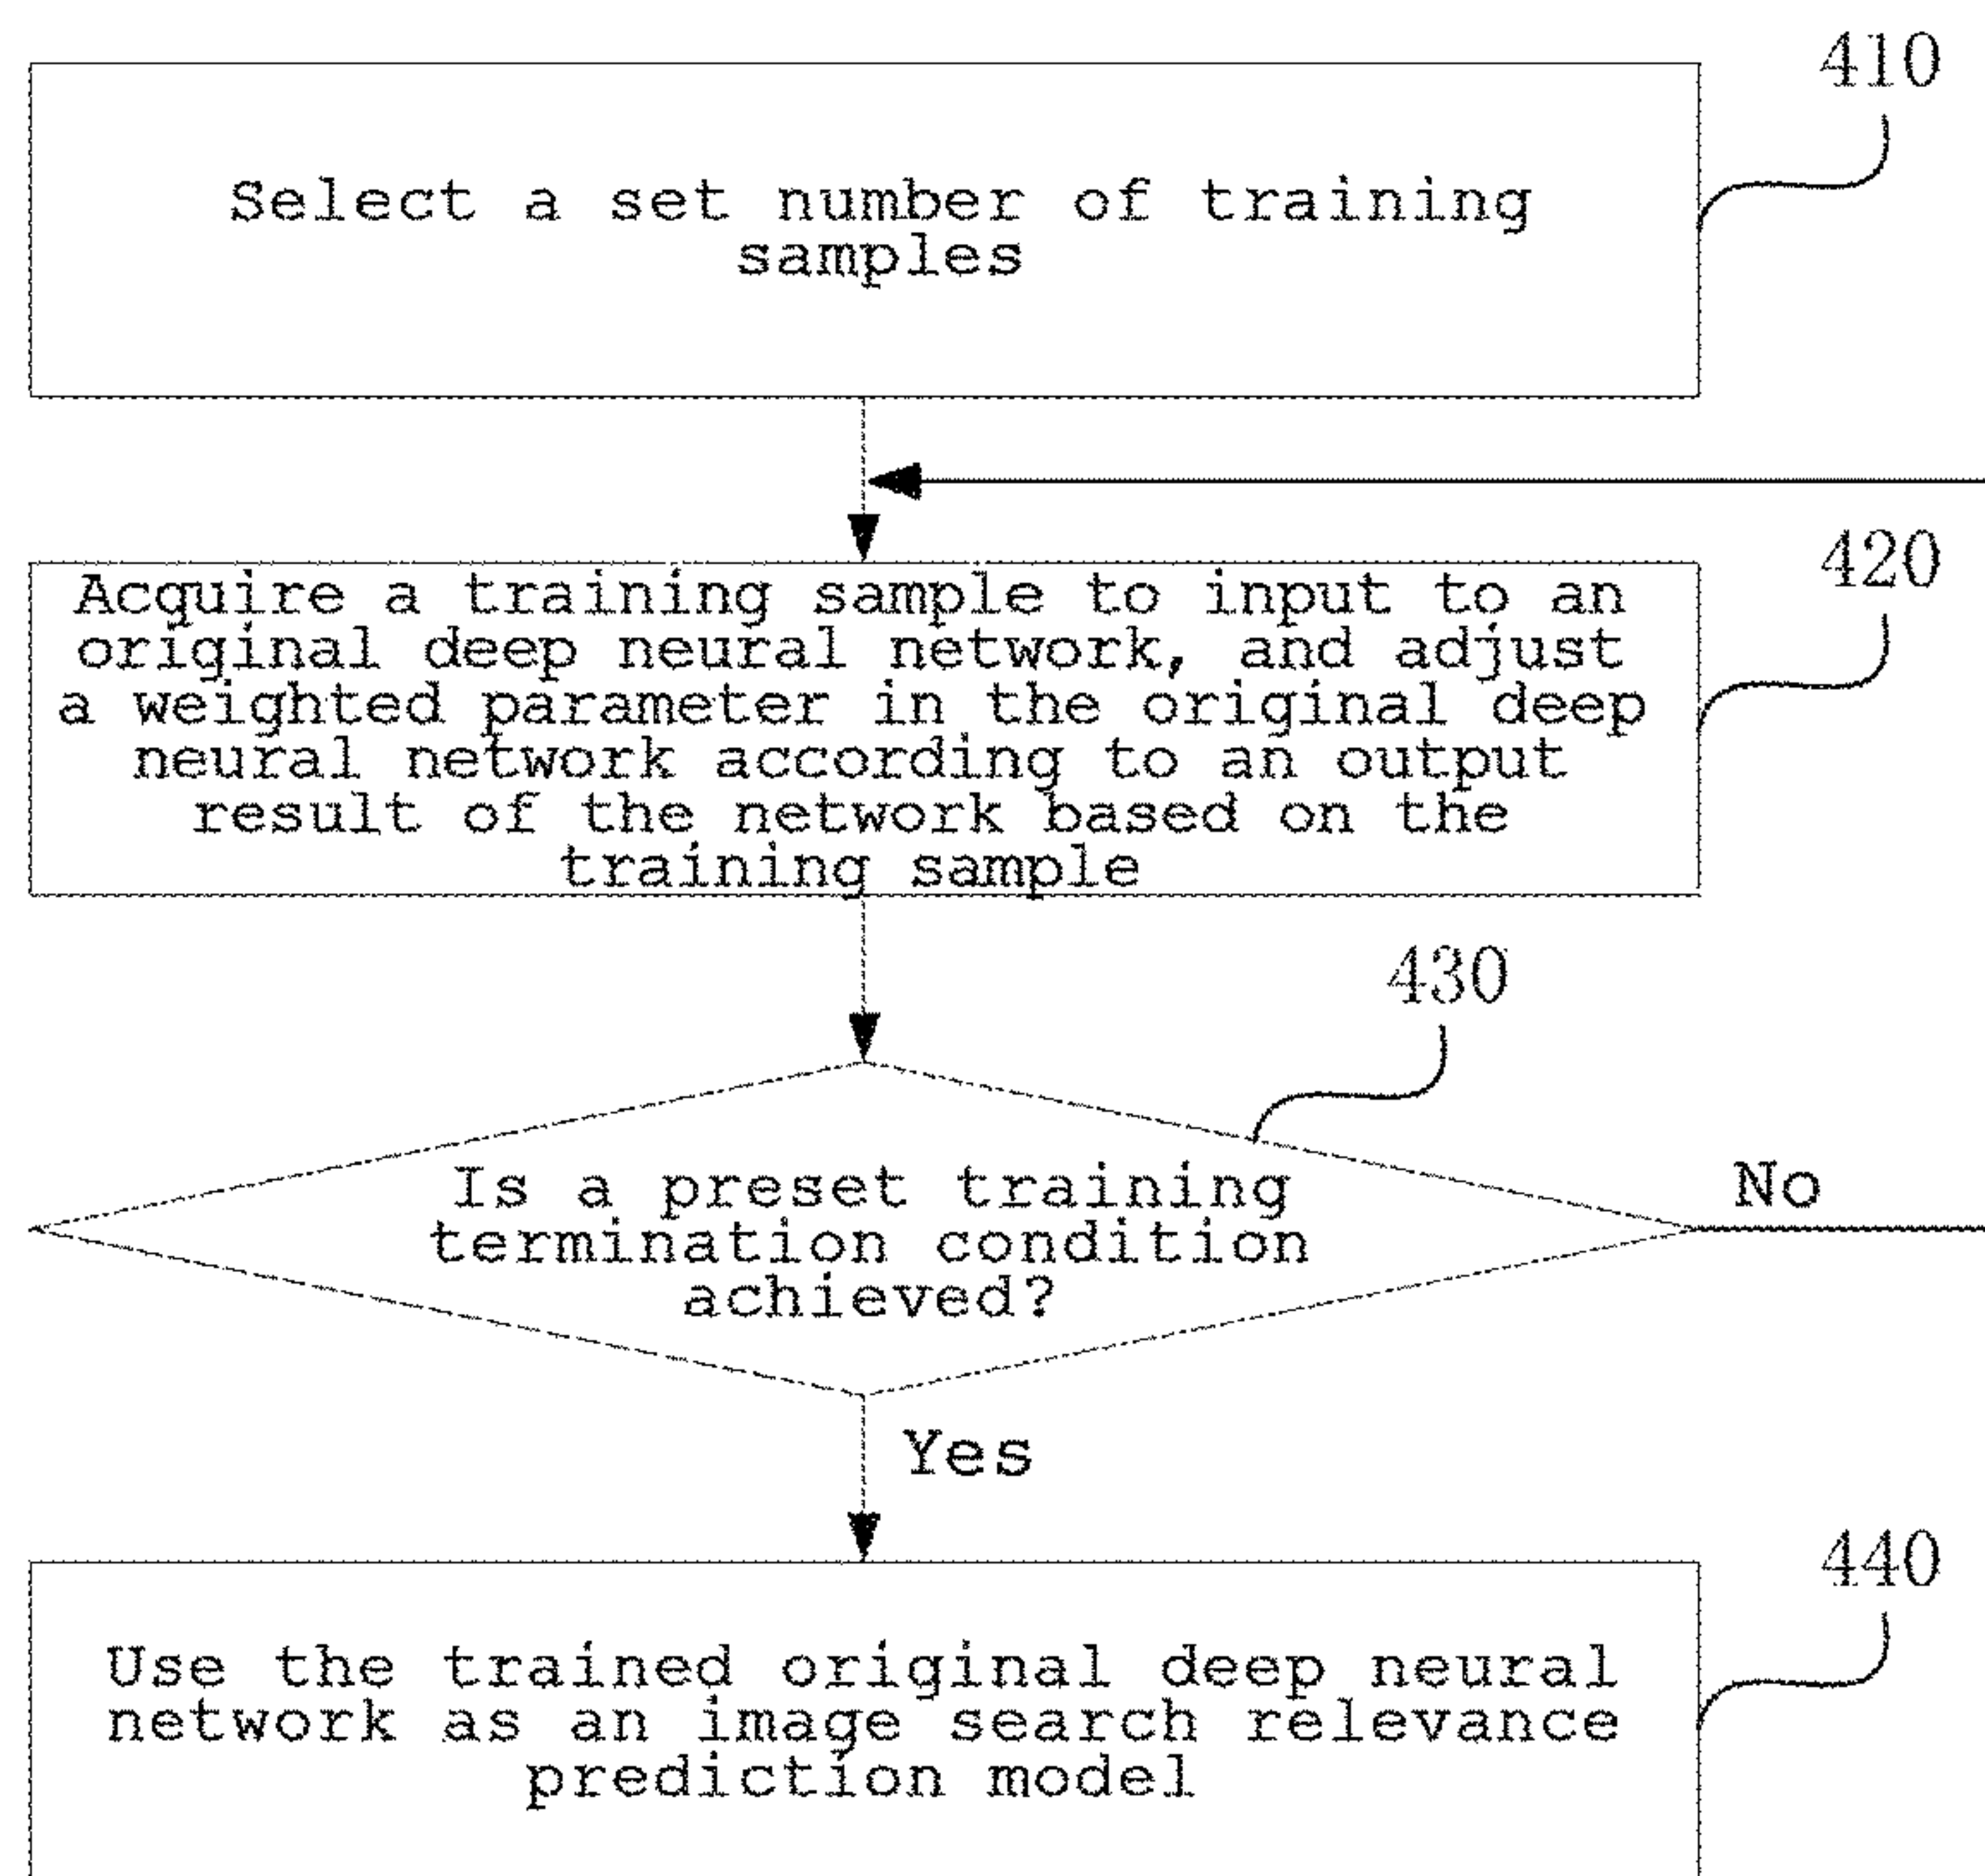 410
Select a set number of training
samples
420
Acquire a training sample to input to an
original deep neural network, and adjust
a weighted parameter in the original deep
neural network according to an output
result of the network based on the
training sample
430
Is a preset training
termination condition
achieved?
No
Yes
440
Use the trained original deep neural
network as an image search relevance
prediction model